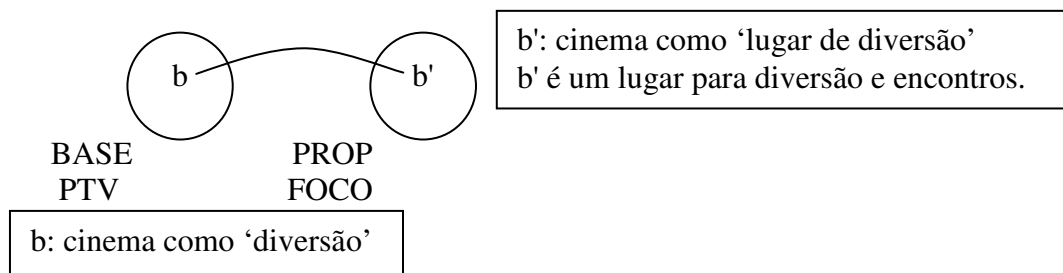 b': cinema como ‘lugar de diversão’
b' é um lugar para diversão e encontros.
b
b'
BASE
PROP
PTV
FOCO
b: cinema como ‘diversão’